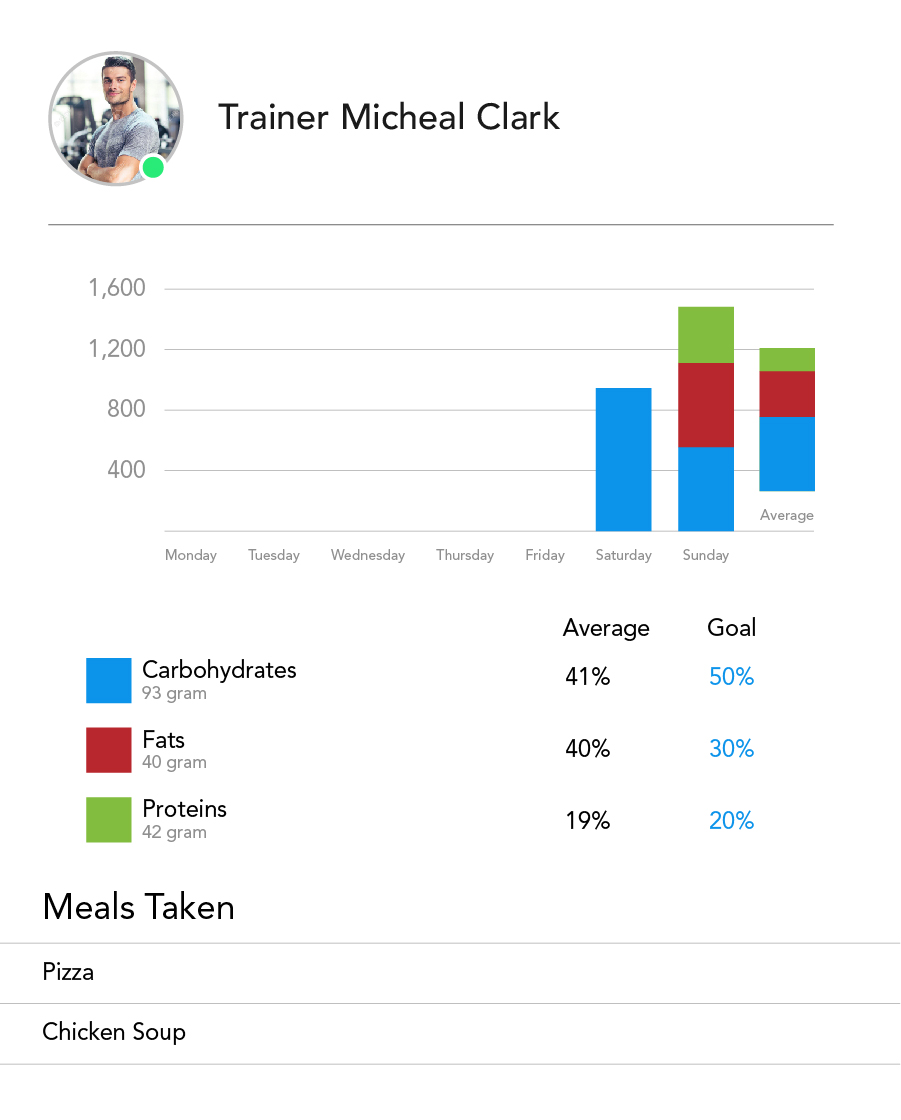 Trainer Micheal Clark
1,600
1,200
800
400
Average
Monday Tuesday Wednesday Thursday Friday Saturday Sunday
Average Goal
Carbohydrates 41% 50%
93 gram
Fats 40% 30%
40 gram
Proteins 19% 20%
42 gram
Meals Taken
Pizza
Chicken Soup